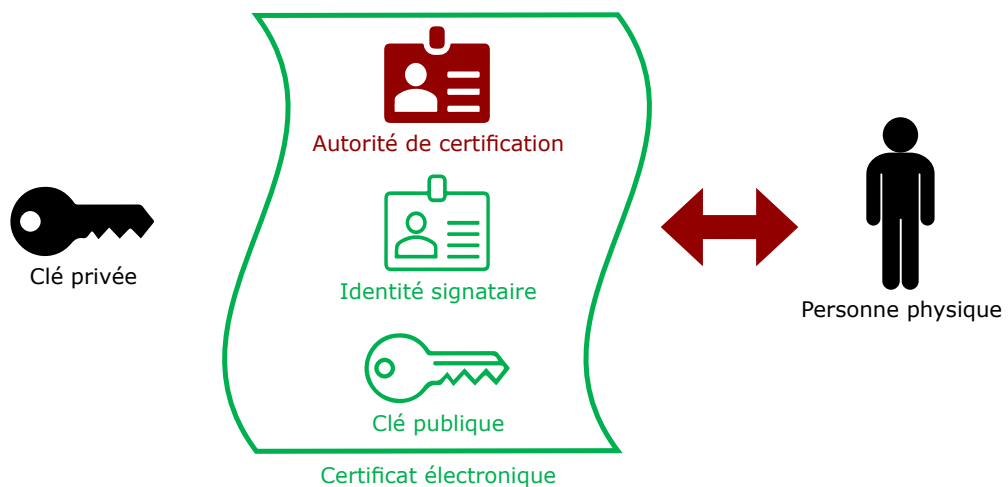 Autorité de certification
Clé privée
Identité signataire
Personne physique
Clé publique
Certificat électronique